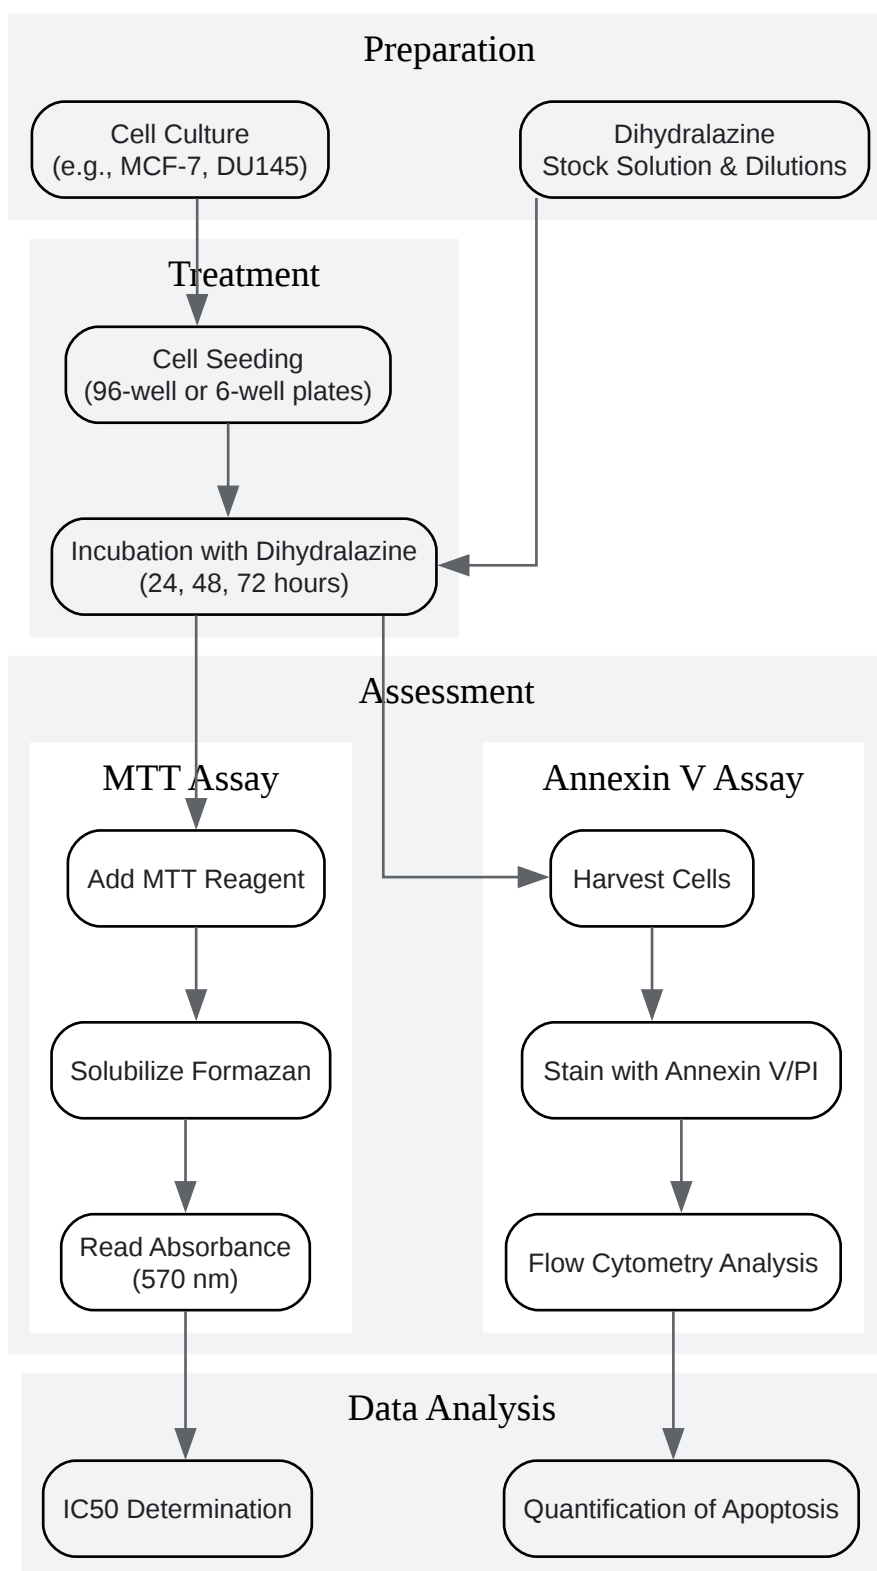 Preparation
Cell Culture
(e.g., MCF-7, DU145)
Dihydralazine
Stock Solution & Dilutions
Treatment
Cell Seeding
(96-well or 6-well plates)
Incubation with Dihydralazine
(24, 48, 72 hours)
Assessment
MTT Assay
Add MTT Reagent
Solubilize Formazan
Read Absorbance
(570 nm)
Annexin V Assay
Harvest Cells
Stain with Annexin V/PI
Flow Cytometry Analysis
Data Analysis
IC50 Determination
Quantification of Apoptosis